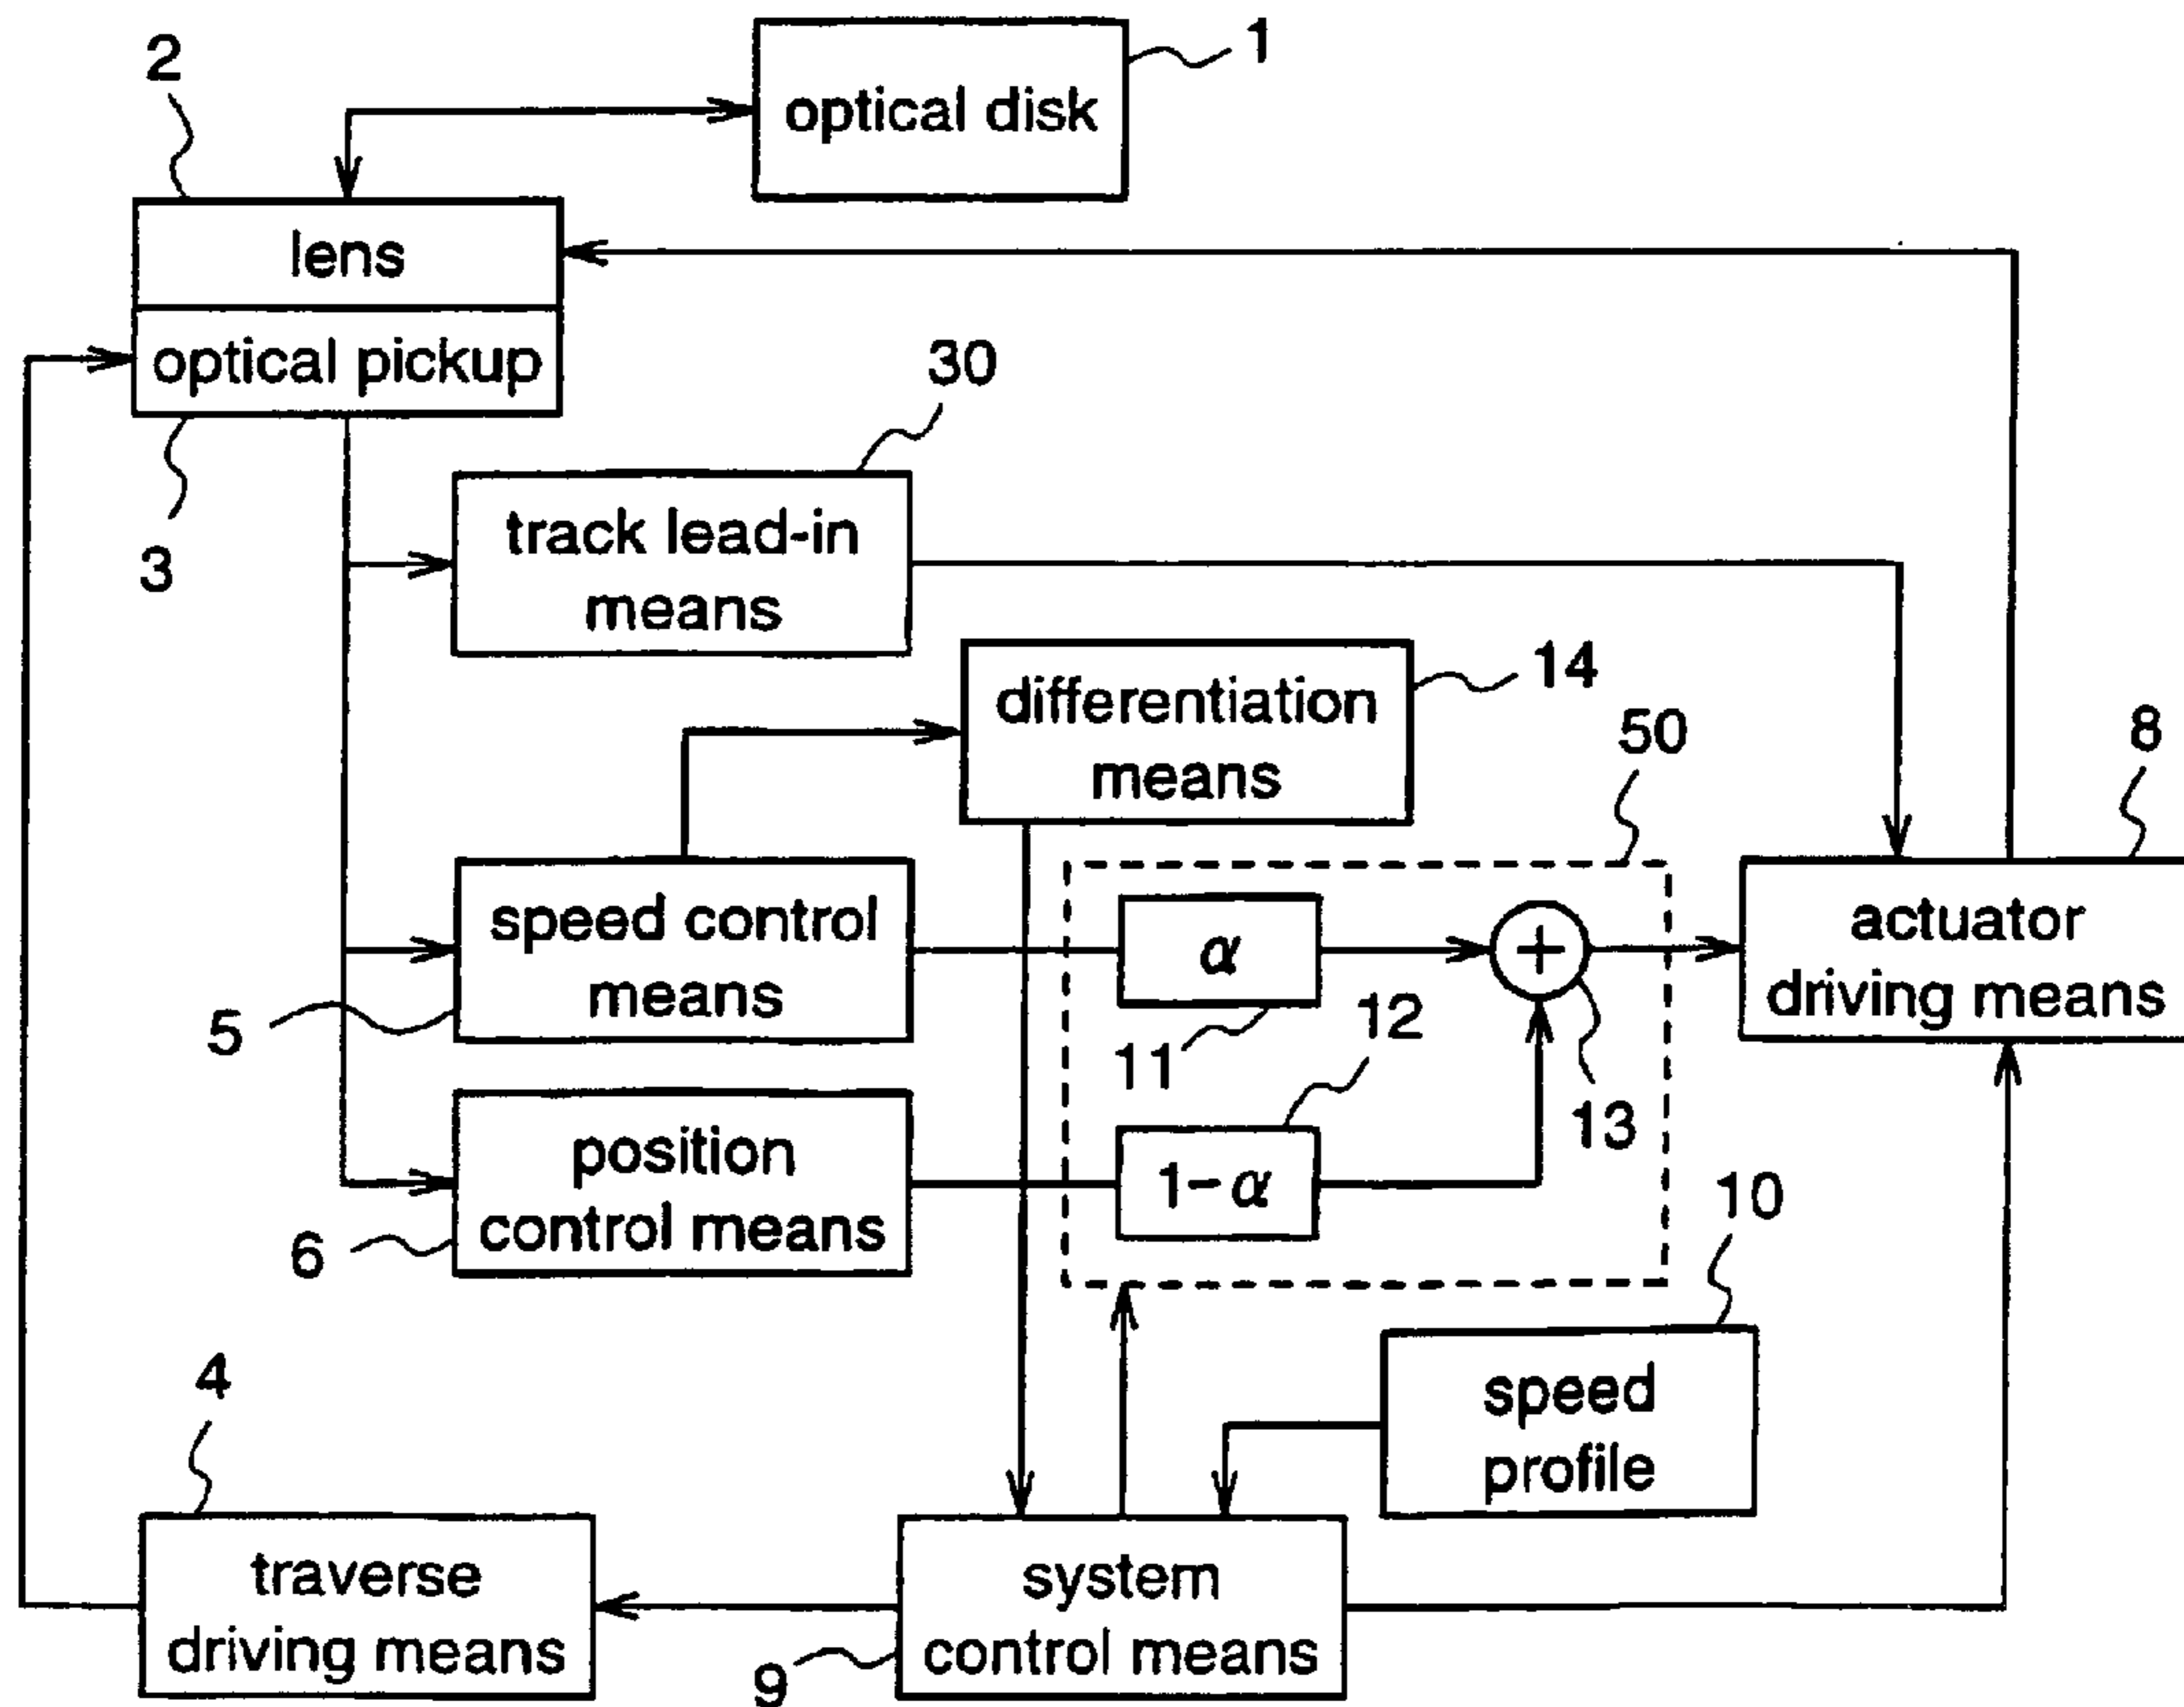 1
optical disk
2
lens
optical pickup
3
30
track lead-in
means
14
differentiation
means
50
8
speed control
means
5
α
11
+
13
actuator
driving means
12
1-α
position
control means
6
10
speed
profile
4
traverse
driving means
system
control means
9